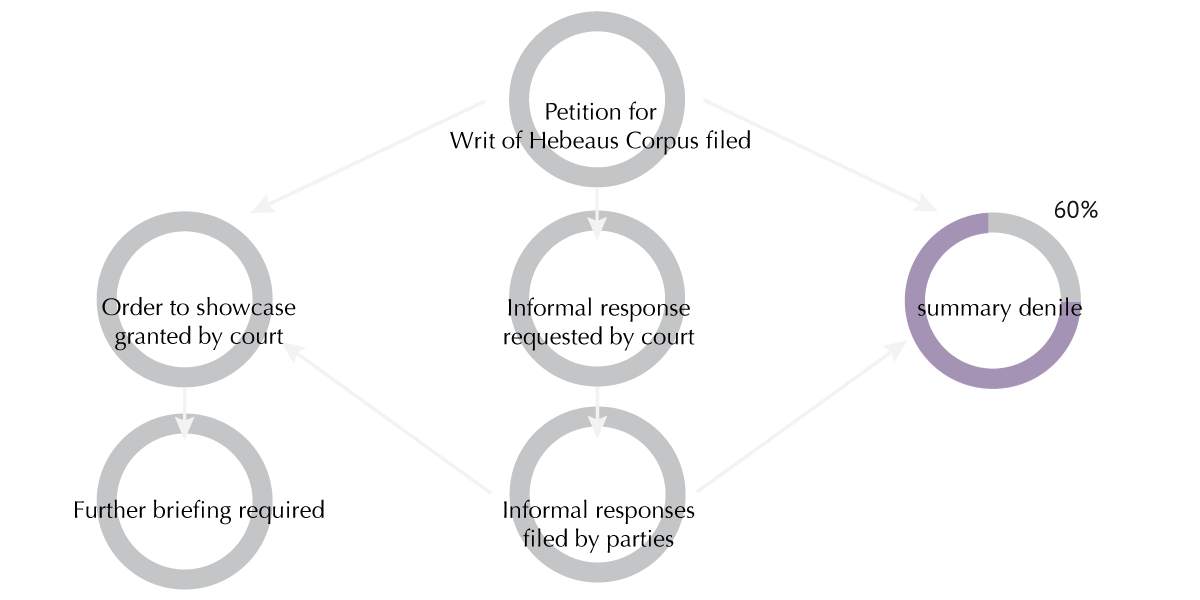 Petition for
Writ of Hebeaus Corpus filed
60%
Order to showcase
granted by court
Informal response
requested by court
summary denile
Further briefing required
Informal responses
filed by parties